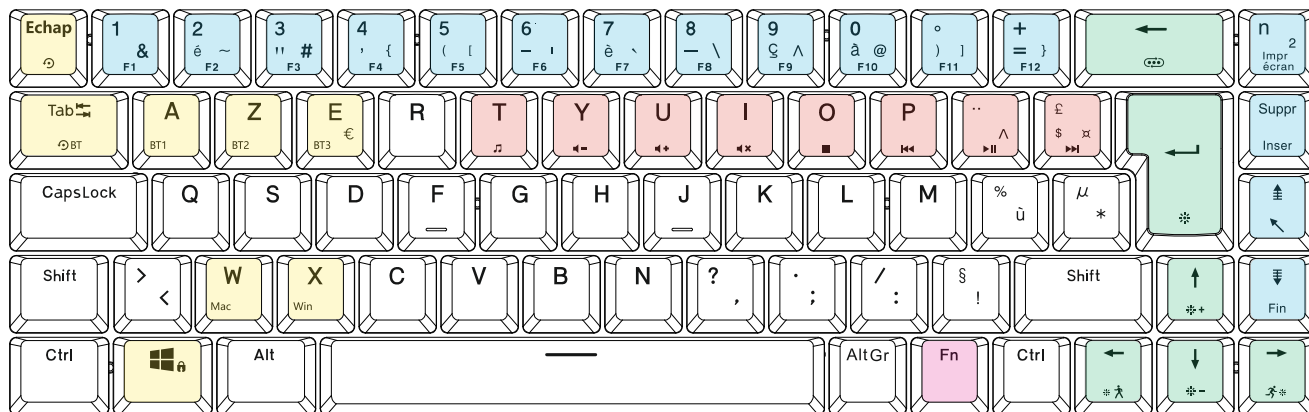 Echap 1 2 3 4 5 6 7 8 9 0 ° + n 2
& é ~ " # ' { ( [ - | è ` _ \ ç ^ à @ ) ] = }
F1 F2 F3 F4 F5 F6 F7 F8 F9 F10 F11 F12 Impr écran
Tab A Z E € R T Y U I O P ¨ ^ £ $ ¤ Suppr
BT BT1 BT2 BT3 Inser
CapsLock Q S D F G H J K L M % ù µ *
Shift > < W X C V B N ? , . ; / : § ! Shift
Mac Win Fin
Ctrl Alt AltGr Fn Ctrl